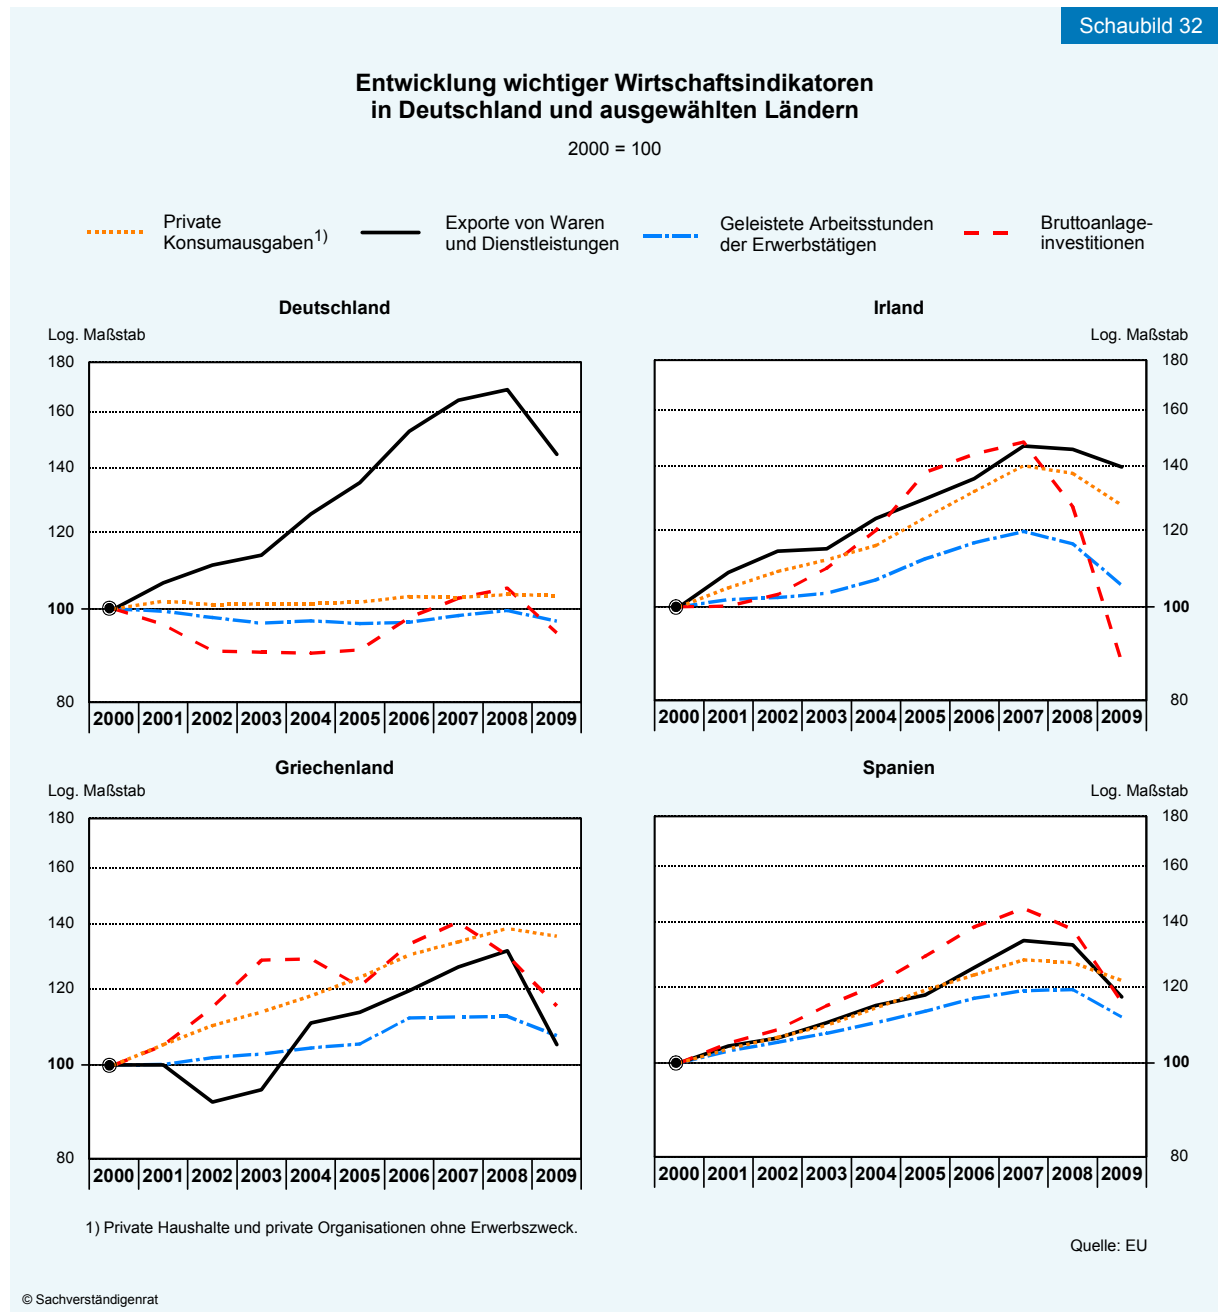 Schaubild 32
Entwicklung wichtiger Wirtschaftsindikatoren
in Deutschland und ausgewählten Ländern
2000 = 100
Private
Konsumausgaben1)
Exporte von Waren
und Dienstleistungen
Geleistete Arbeitsstunden
der Erwerbstätigen
Bruttoanlage-
investitionen
Deutschland
Log. Maßstab
180
160
140
120
100
80
2000 2001 2002 2003 2004 2005 2006 2007 2008 2009
Irland
Log. Maßstab
180
160
140
120
100
80
2000 2001 2002 2003 2004 2005 2006 2007 2008 2009
Griechenland
Log. Maßstab
180
160
140
120
100
80
2000 2001 2002 2003 2004 2005 2006 2007 2008 2009
Spanien
Log. Maßstab
180
160
140
120
100
80
2000 2001 2002 2003 2004 2005 2006 2007 2008 2009
1) Private Haushalte und private Organisationen ohne Erwerbszweck.
Quelle: EU
© Sachverständigenrat